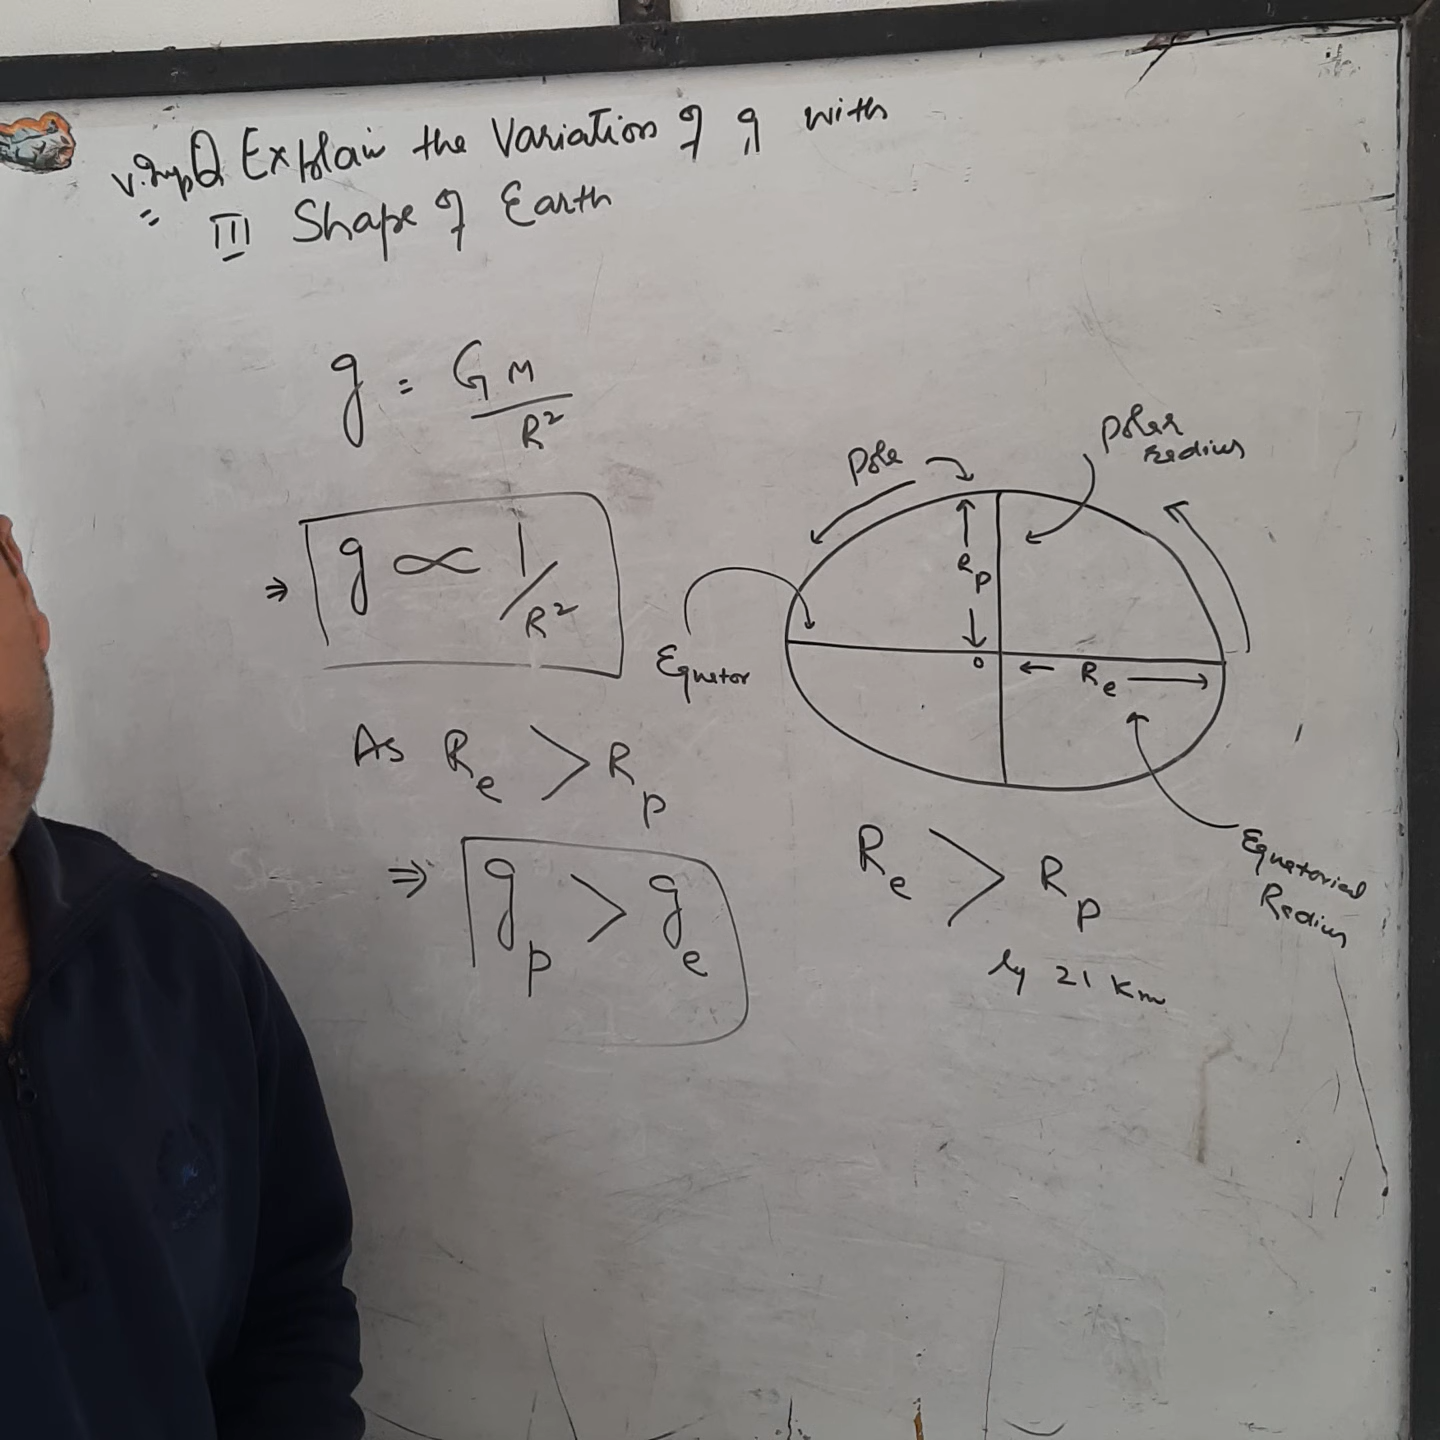 v.Imp Q Explain the Variation of g with
III Shape of Earth
g = GM/R²
⇒ g ∝ 1/R²
As Re > Rp
⇒ gp > ge
Pole
Polar radius
Rp
Equator
o
Re
Equatorial Radius
Re > Rp
by 21 Km